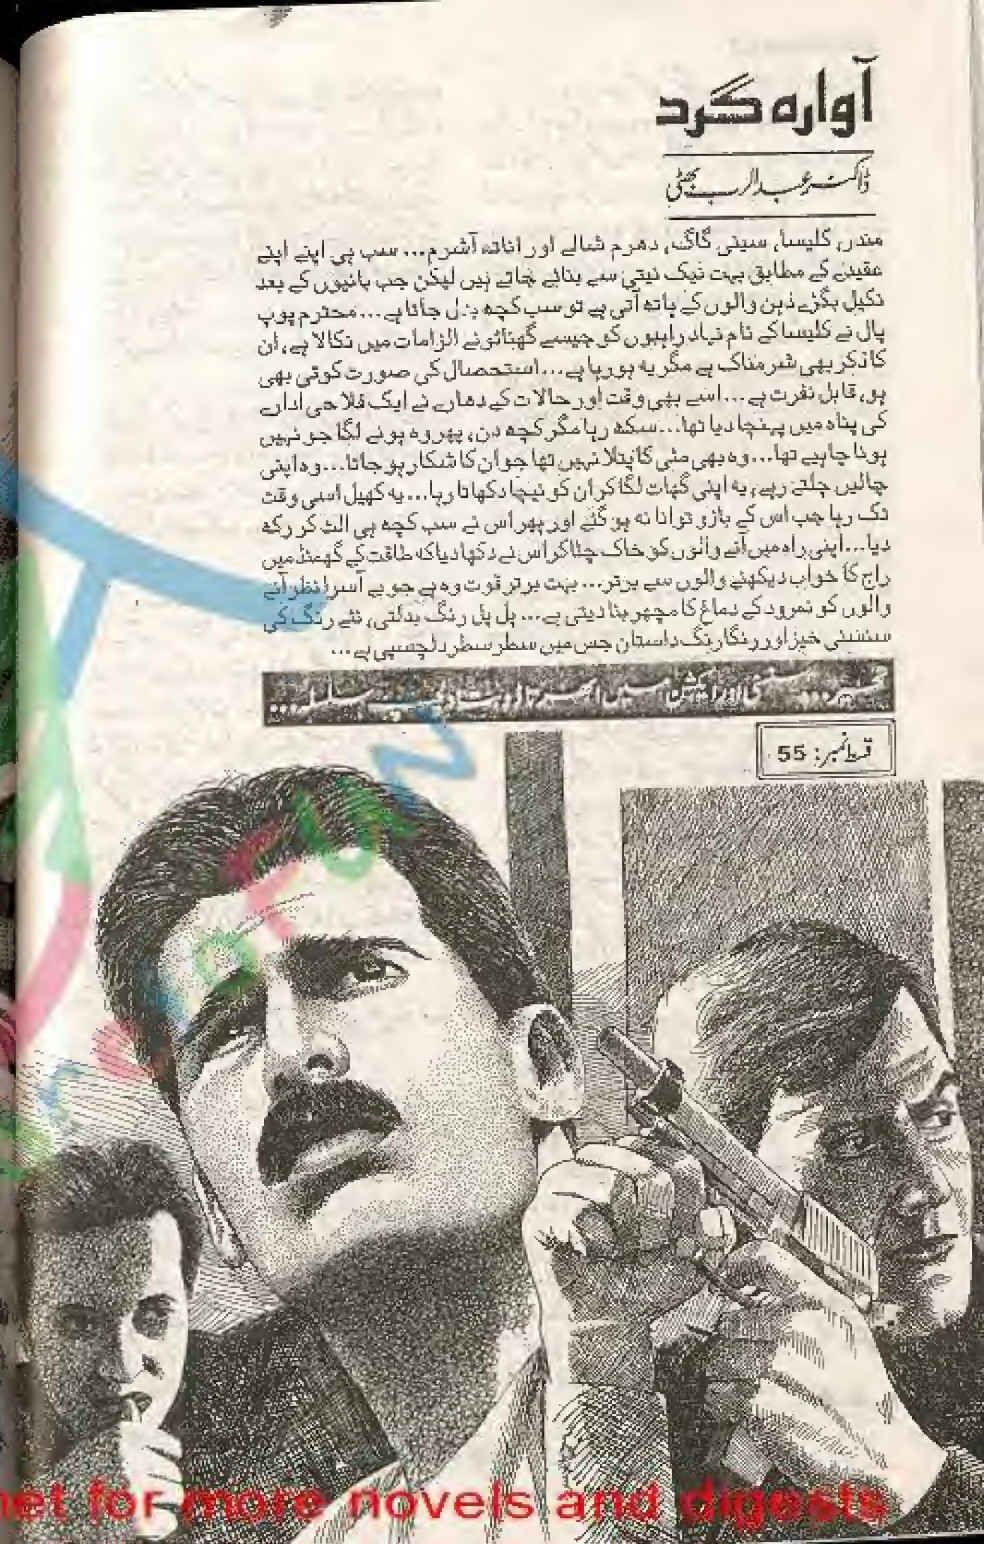 آوارہ گرد
ڈاکٹر عبدالرب بھٹی
مندر، کلیسا، سینی گاگ، دھرم شالے اور اناتھ آشرم... سب ہی اپنے اپنے
عقیدے کے مطابق بہت نیک نیتی سے بنائے جاتے ہیں لیکن جب بانیوں کے بعد
نکیل بگڑے ذہن والوں کے ہاتھ آتی ہے تو سب کچھ بدل جاتا ہے... محترم پوپ
پال نے کلیسا کے نام نہاد راہبوں کو جیسے گھناؤنے الزامات میں نکالا ہے، ان
کا ذکر بھی شرمناک ہے مگر یہ ہو رہا ہے... استحصال کی صورت کوئی بھی
ہو، قابل نفرت ہے... اسے بھی وقت اور حالات کے دھارے نے ایک فلاحی ادارے
کی پناہ میں پہنچا دیا تھا... سکھ رہا مگر کچھ دن، پھر وہ ہونے لگا جو نہیں
ہونا چاہیے تھا... وہ بھی مٹی کا پتلا نہیں تھا جو ان کا شکار ہو جاتا... وہ اپنی
چالیں چلتے رہے، یہ اپنی گھات لگا کر ان کو نیچا دکھاتا رہا... یہ کھیل اسی وقت
تک رہا جب اس کے بازو توانا نہ ہو گئے اور پھر اس نے سب کچھ ہی الٹ کر رکھ
دیا... اپنی راہ میں آنے والوں کو خاک چٹا کر اس نے دکھا دیا کہ طاقت کے گھمنڈ میں
راج کا خواب دیکھنے والوں سے برتر... بہت برتر قوت وہ ہے جو بے آسرا نظر آنے
والوں کو نمرود کے دماغ کا مچھر بنا دیتی ہے... پل پل رنگ بدلتی، نئے رنگ کی
سنسنی خیز اور رنگارنگ داستان جس میں سطر سطر دلچسپی ہے...
تحیر... سنسنی اور ایکشن میں ابھرتا ڈوبتا دلچسپ سلسلہ...
قسط نمبر: 55
net for more novels and digests